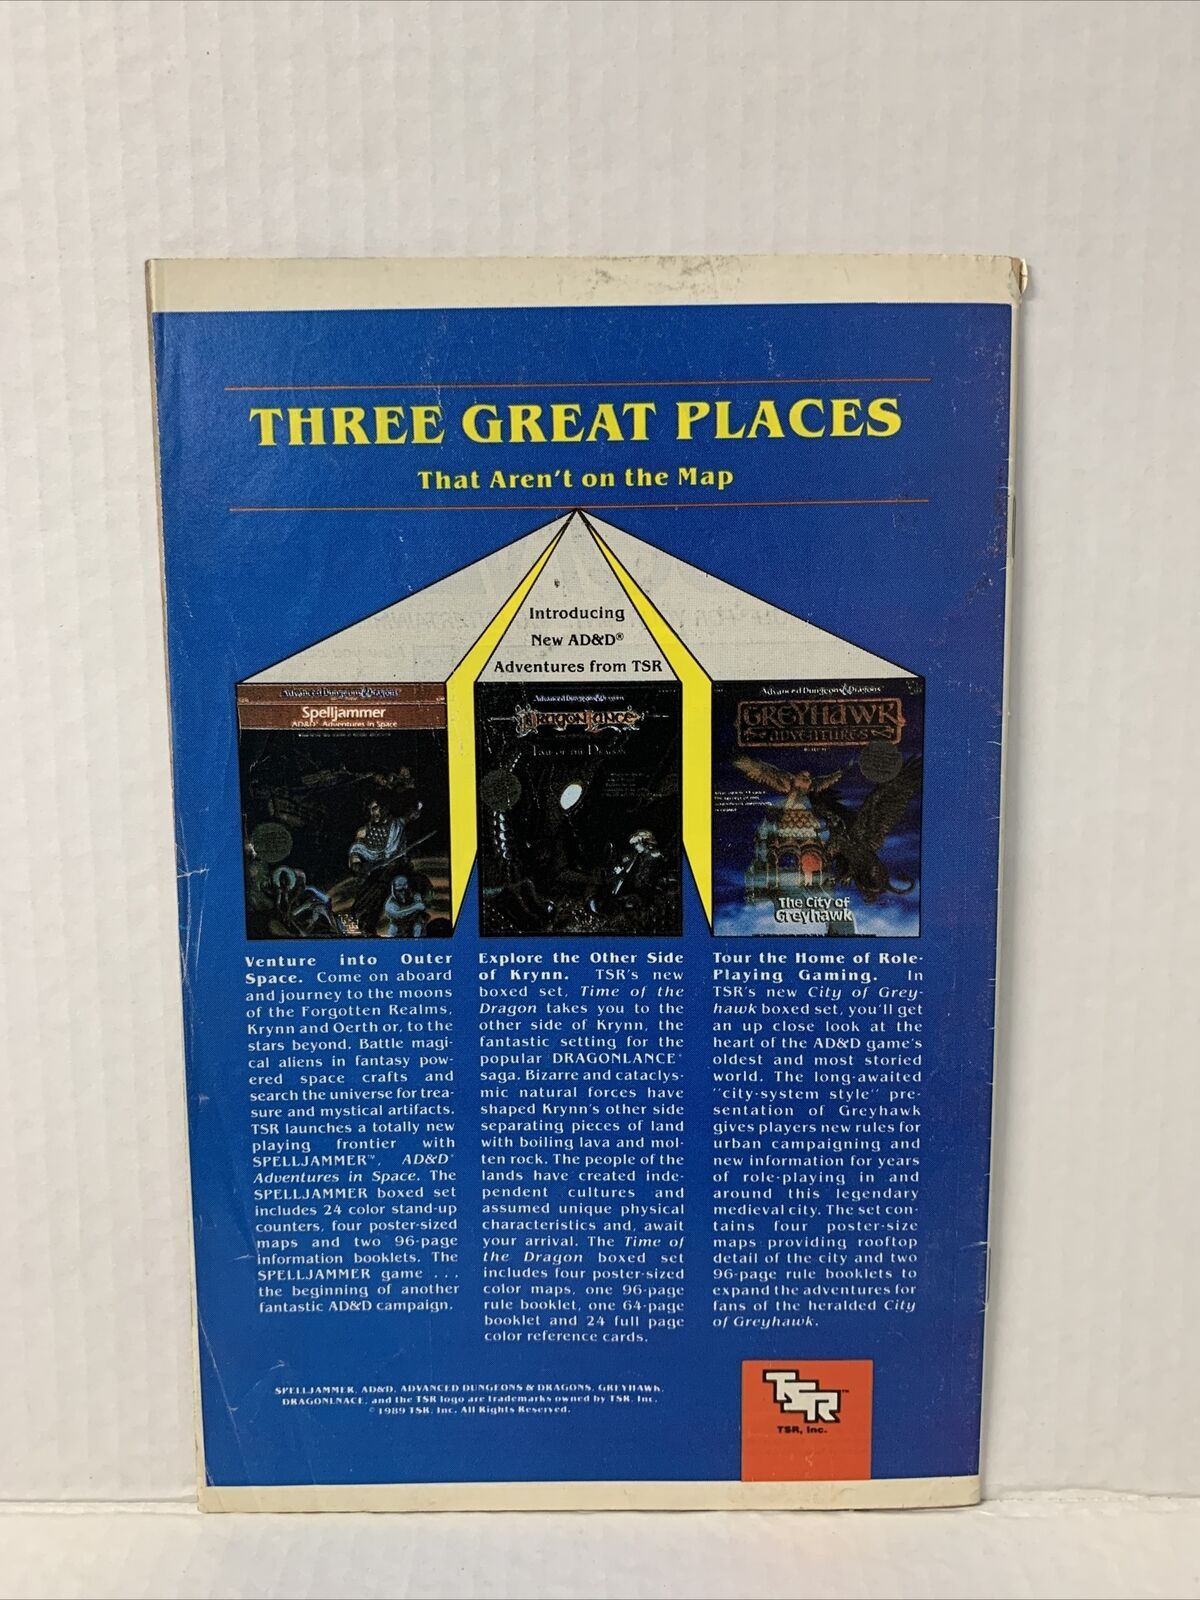 THREE GREAT PLACES
That Aren't on the Map
Introducing
New AD&D®
Adventures from TSR
Advanced Dungeons & Dragons
Spelljammer
AD&D Adventures in Space
Advanced Dungeons & Dragons
DRAGONLANCE
TIME OF THE DRAGON
Advanced Dungeons & Dragons
GREYHAWK
ADVENTURES
The City of
Greyhawk
Venture into Outer
Space. Come on aboard
and journey to the moons
of the Forgotten Realms,
Krynn and Oerth or, to the
stars beyond. Battle magi-
cal aliens in fantasy pow-
ered space crafts and
search the universe for trea-
sure and mystical artifacts.
TSR launches a totally new
playing frontier with
SPELLJAMMER™, AD&D®
Adventures in Space. The
SPELLJAMMER boxed set
includes 24 color stand-up
counters, four poster-sized
maps and two 96-page
information booklets. The
SPELLJAMMER game . . .
the beginning of another
fantastic AD&D campaign.
Explore the Other Side
of Krynn. TSR's new
boxed set, Time of the
Dragon takes you to the
other side of Krynn, the
fantastic setting for the
popular DRAGONLANCE®
saga. Bizarre and cataclys-
mic natural forces have
shaped Krynn's other side
separating pieces of land
with boiling lava and mol-
ten rock. The people of the
lands have created inde-
pendent cultures and
assumed unique physical
characteristics and, await
your arrival. The Time of
the Dragon boxed set
includes four poster-sized
color maps, one 96-page
rule booklet, one 64-page
booklet and 24 full page
color reference cards.
Tour the Home of Role-
Playing Gaming. In
TSR's new City of Grey-
hawk boxed set, you'll get
an up close look at the
heart of the AD&D game's
oldest and most storied
world. The long-awaited
"city-system style" pre-
sentation of Greyhawk
gives players new rules for
urban campaigning and
new information for years
of role-playing in and
around this legendary
medieval city. The set con-
tains four poster-size
maps providing rooftop
detail of the city and two
96-page rule booklets to
expand the adventures for
fans of the heralded City
of Greyhawk.
SPELLJAMMER, AD&D, ADVANCED DUNGEONS & DRAGONS, GREYHAWK,
DRAGONLNACE, and the TSR logo are trademarks owned by TSR, Inc.
©1989 TSR, Inc. All Rights Reserved.
TSR™
TSR, Inc.